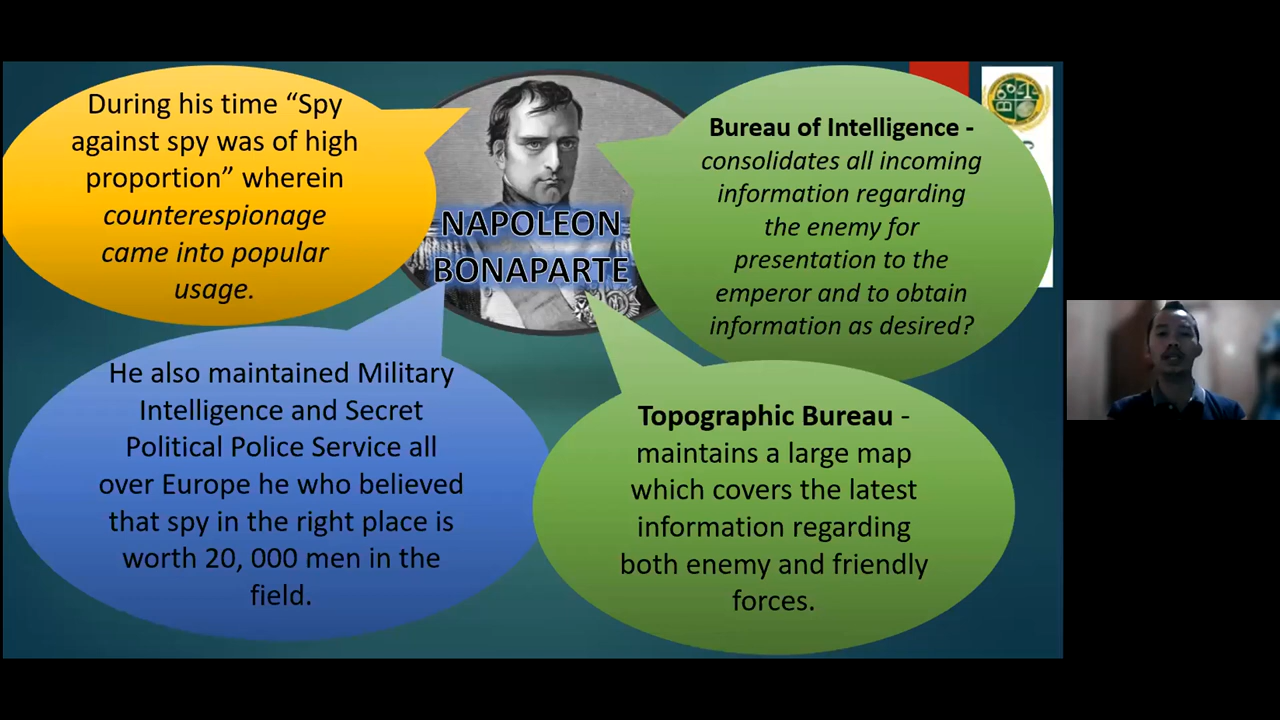 During his time “Spy
against spy was of high
proportion” wherein
counterespionage
came into popular
usage.
NAPOLEON
BONAPARTE
Bureau of Intelligence -
consolidates all incoming
information regarding
the enemy for
presentation to the
emperor and to obtain
information as desired?
He also maintained Military
Intelligence and Secret
Political Police Service all
over Europe he who believed
that spy in the right place is
worth 20, 000 men in the
field.
Topographic Bureau -
maintains a large map
which covers the latest
information regarding
both enemy and friendly
forces.